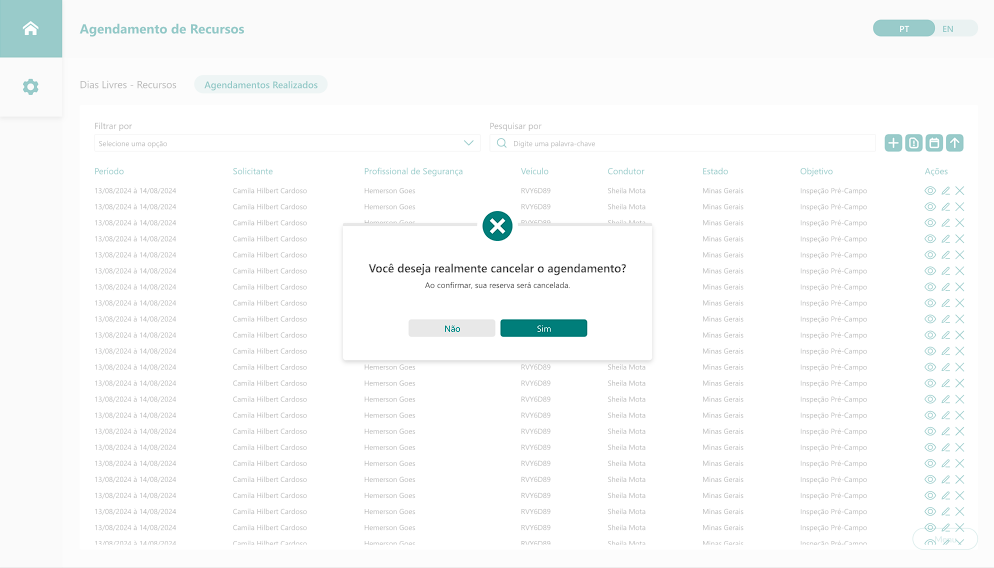 Agendamento de Recursos
PT EN
Dias Livres - Recursos Agendamentos Realizados
Filtrar por Pesquisar por
Selecione uma opção Digite uma palavra-chave
Período Solicitante Profissional de Segurança Veículo Condutor Estado Objetivo Ações
13/08/2024 à 14/08/2024 Camila Hilbert Cardoso Hemerson Goes RVY6D89 Sheila Mota Minas Gerais Inspeção Pré-Campo
13/08/2024 à 14/08/2024 Camila Hilbert Cardoso Hemerson Goes RVY6D89 Sheila Mota Minas Gerais Inspeção Pré-Campo
13/08/2024 à 14/08/2024 Camila Hilbert Cardoso Hemerson Goes RVY6D89 Sheila Mota Minas Gerais Inspeção Pré-Campo
13/08/2024 à 14/08/2024 Camila Hilbert Cardoso Minas Gerais Inspeção Pré-Campo
13/08/2024 à 14/08/2024 Camila Hilbert Cardoso Minas Gerais Inspeção Pré-Campo
13/08/2024 à 14/08/2024 Camila Hilbert Cardoso Minas Gerais Inspeção Pré-Campo
Você deseja realmente cancelar o agendamento?
13/08/2024 à 14/08/2024 Camila Hilbert Cardoso Minas Gerais Inspeção Pré-Campo
Ao confirmar, sua reserva será cancelada.
13/08/2024 à 14/08/2024 Camila Hilbert Cardoso Minas Gerais Inspeção Pré-Campo
13/08/2024 à 14/08/2024 Camila Hilbert Cardoso Minas Gerais Inspeção Pré-Campo
Não Sim
13/08/2024 à 14/08/2024 Camila Hilbert Cardoso Minas Gerais Inspeção Pré-Campo
13/08/2024 à 14/08/2024 Camila Hilbert Cardoso Minas Gerais Inspeção Pré-Campo
13/08/2024 à 14/08/2024 Camila Hilbert Cardoso Hemerson Goes RVY6D89 Sheila Mota Minas Gerais Inspeção Pré-Campo
13/08/2024 à 14/08/2024 Camila Hilbert Cardoso Hemerson Goes RVY6D89 Sheila Mota Minas Gerais Inspeção Pré-Campo
13/08/2024 à 14/08/2024 Camila Hilbert Cardoso Hemerson Goes RVY6D89 Sheila Mota Minas Gerais Inspeção Pré-Campo
13/08/2024 à 14/08/2024 Camila Hilbert Cardoso Hemerson Goes RVY6D89 Sheila Mota Minas Gerais Inspeção Pré-Campo
13/08/2024 à 14/08/2024 Camila Hilbert Cardoso Hemerson Goes RVY6D89 Sheila Mota Minas Gerais Inspeção Pré-Campo
13/08/2024 à 14/08/2024 Camila Hilbert Cardoso Hemerson Goes RVY6D89 Sheila Mota Minas Gerais Inspeção Pré-Campo
13/08/2024 à 14/08/2024 Camila Hilbert Cardoso Hemerson Goes RVY6D89 Sheila Mota Minas Gerais Inspeção Pré-Campo
13/08/2024 à 14/08/2024 Camila Hilbert Cardoso Hemerson Goes RVY6D89 Sheila Mota Minas Gerais Inspeção Pré-Campo
13/08/2024 à 14/08/2024 Camila Hilbert Cardoso Hemerson Goes RVY6D89 Sheila Mota Minas Gerais Inspeção Pré-Campo
13/08/2024 à 14/08/2024 Camila Hilbert Cardoso Hemerson Goes RVY6D89 Sheila Mota Minas Gerais Inspeção Pré-Campo
13/08/2024 à 14/08/2024 Camila Hilbert Cardoso Hemerson Goes RVY6D89 Sheila Mota Minas Gerais Inspeção Pré-Campo
13/08/2024 à 14/08/2024 Camila Hilbert Cardoso Hemerson Goes RVY6D89 Sheila Mota Minas Gerais Inspeção Pré-Campo